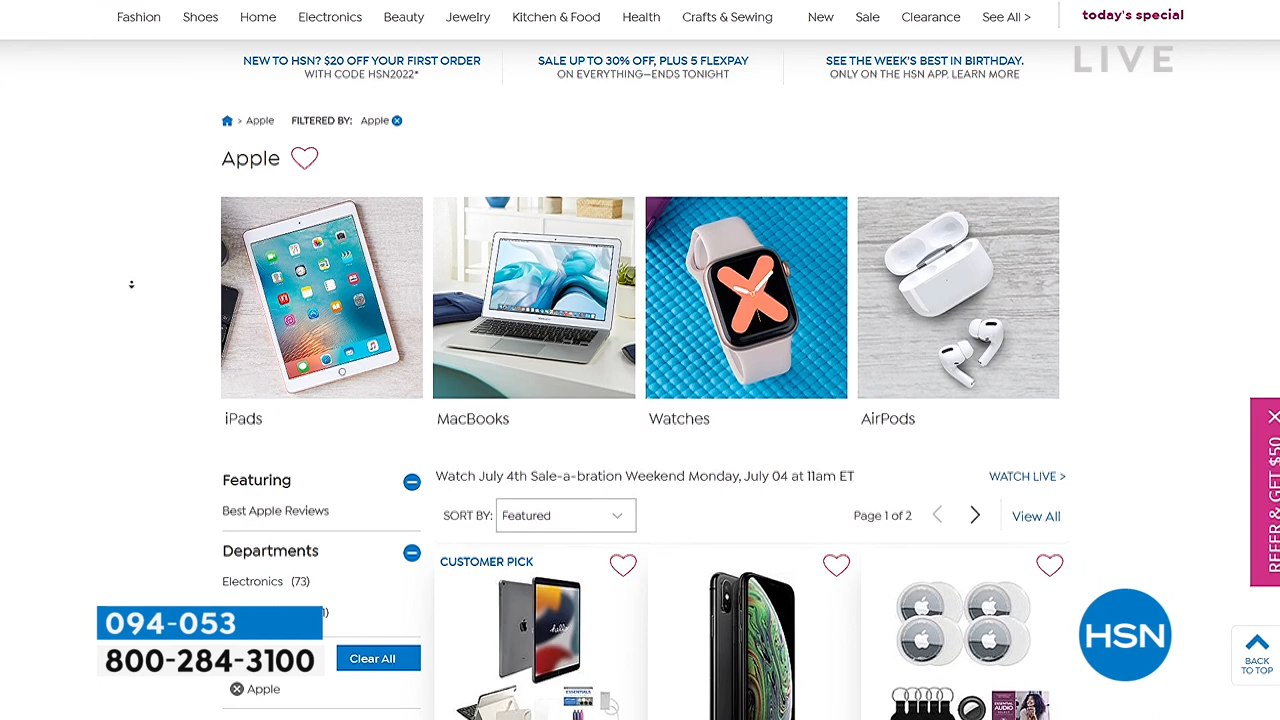 Fashion Shoes Home Electronics Beauty Jewelry Kitchen & Food Health Crafts & Sewing New Sale Clearance See All > today's special
LIVE
NEW TO HSN? $20 OFF YOUR FIRST ORDER
WITH CODE HSN2022*
SALE UP TO 30% OFF, PLUS 5 FLEXPAY
ON EVERYTHING—ENDS TONIGHT
SEE THE WEEK'S BEST IN BIRTHDAY.
ONLY ON THE HSN APP. LEARN MORE
> Apple FILTERED BY: Apple
Apple
iPads MacBooks Watches AirPods
Featuring
Best Apple Reviews
Departments
Electronics (73)
Watch July 4th Sale-a-bration Weekend Monday, July 04 at 11am ET WATCH LIVE >
SORT BY: Featured Page 1 of 2 View All
CUSTOMER PICK
hello
ESSENTIALS
094-053
800-284-3100
Clear All
Apple
REFER & GET $50
HSN
BACK
TO TOP